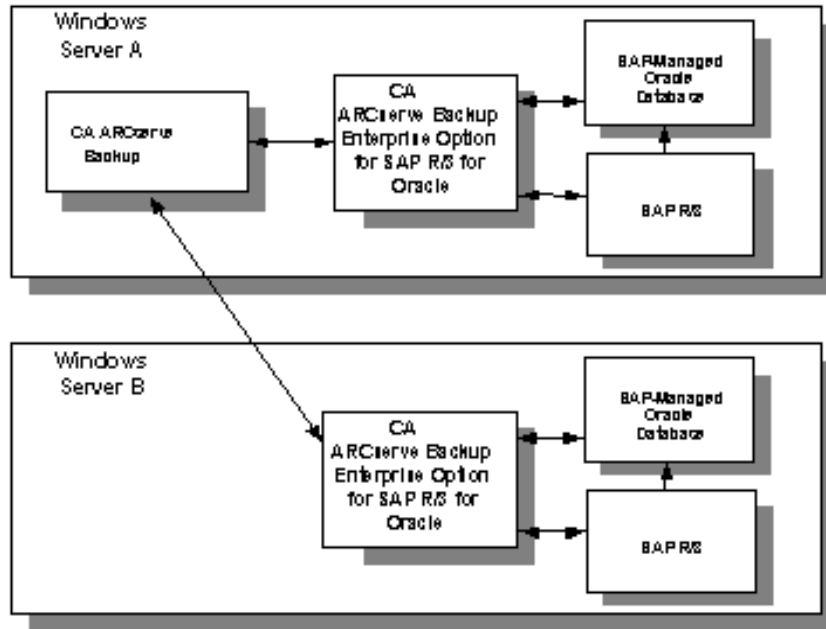 Windows
Server A
CA ARCserve
Backup
CA
ARCserve Backup
Enterprise Option
for SAP R/3 for
Oracle
SAP-Managed
Oracle
Database
SAP R/3
Windows
Server B
CA
ARCserve Backup
Enterprise Option
for SAP R/3 for
Oracle
SAP-Managed
Oracle
Database
SAP R/3